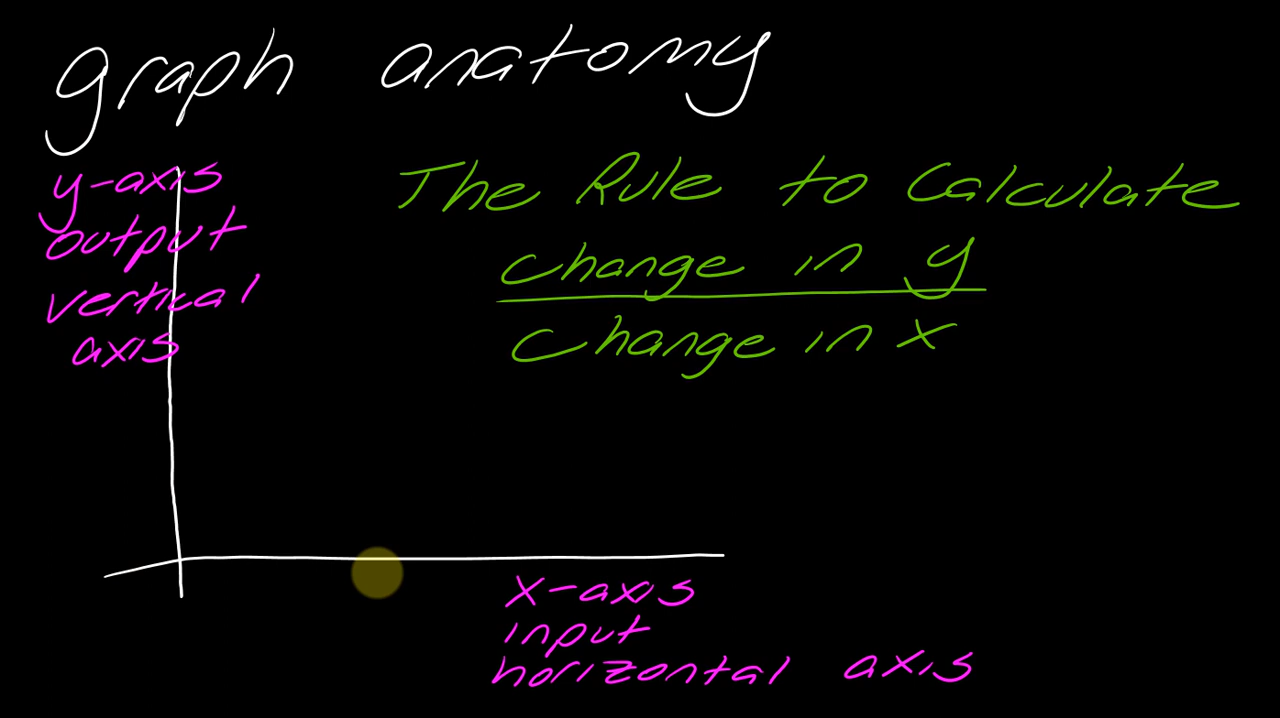 graph anatomy
y-axis
output
vertical
axis
The Rule to Calculate
change in y
change in x
x-axis
input
horizontal axis